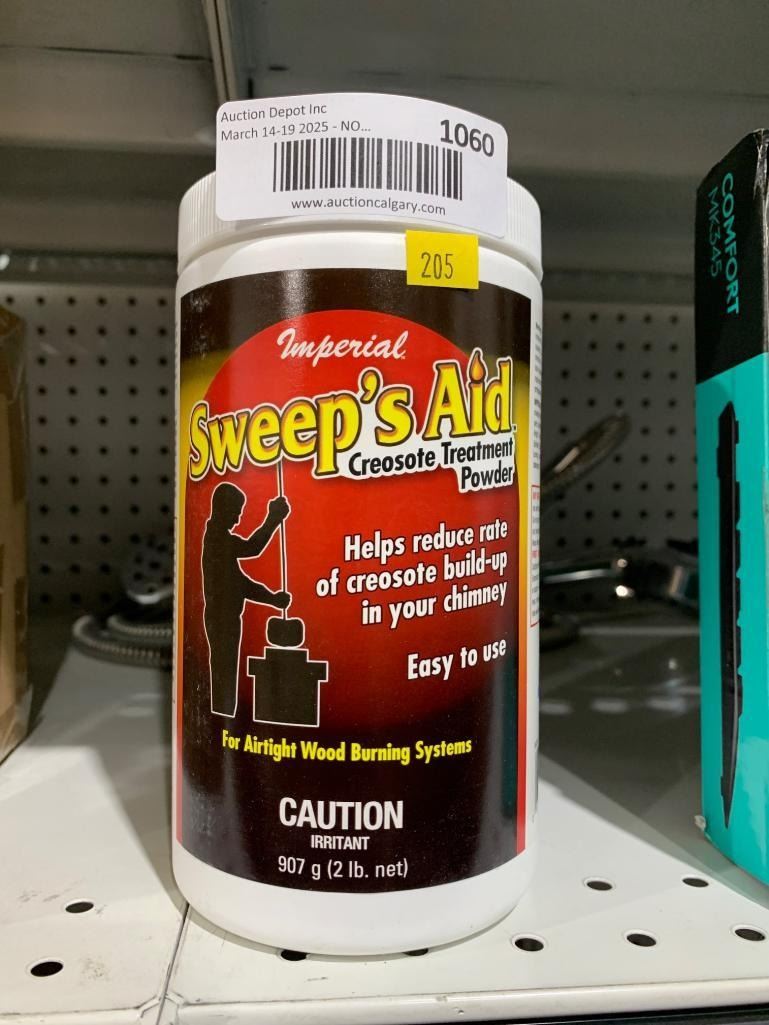 Auction Depot Inc
March 14-19 2025 - NO...
1060
www.auctioncalgary.com
205
Imperial
Sweep's Aid
Creosote Treatment
Powder
Helps reduce rate
of creosote build-up
in your chimney
Easy to use
For Airtight Wood Burning Systems
CAUTION
IRRITANT
907 g (2 lb. net)
COMFORT
MK345